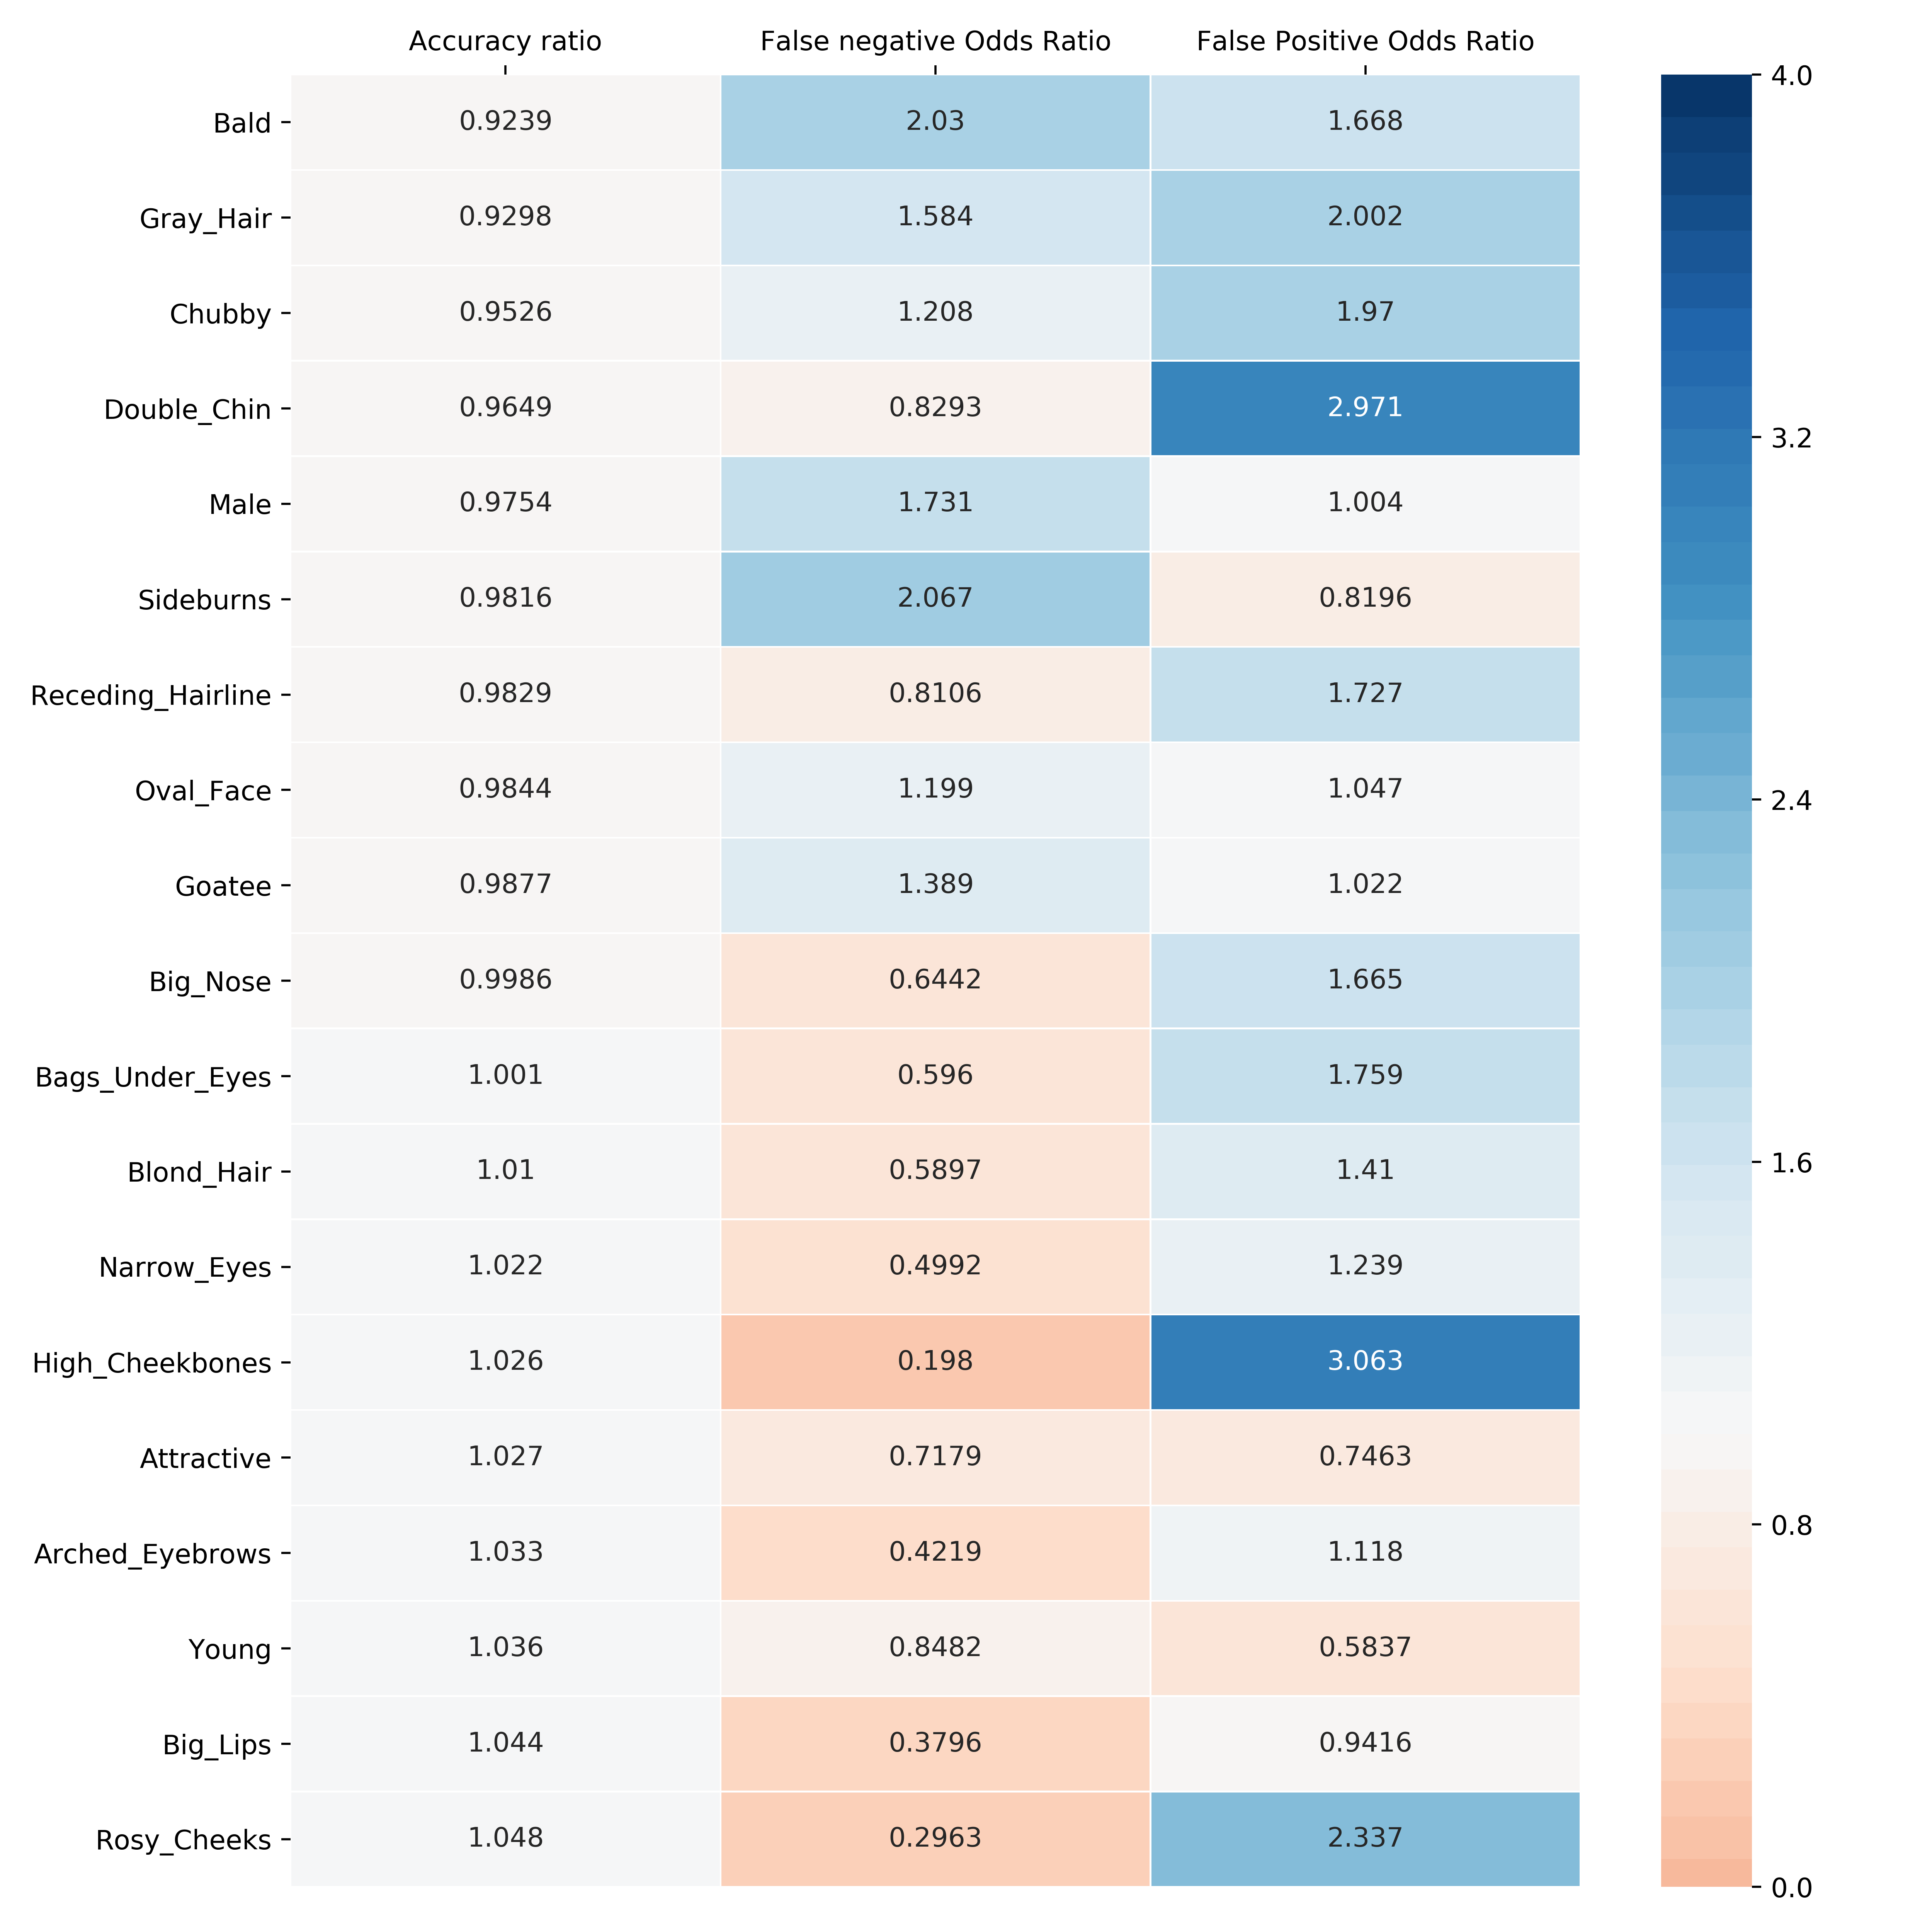 Accuracy ratio False negative Odds Ratio False Positive Odds Ratio
Bald 0.9239 2.03 1.668
Gray_Hair 0.9298 1.584 2.002
Chubby 0.9526 1.208 1.97
Double_Chin 0.9649 0.8293 2.971
Male 0.9754 1.731 1.004
Sideburns 0.9816 2.067 0.8196
Receding_Hairline 0.9829 0.8106 1.727
Oval_Face 0.9844 1.199 1.047
Goatee 0.9877 1.389 1.022
Big_Nose 0.9986 0.6442 1.665
Bags_Under_Eyes 1.001 0.596 1.759
Blond_Hair 1.01 0.5897 1.41
Narrow_Eyes 1.022 0.4992 1.239
High_Cheekbones 1.026 0.198 3.063
Attractive 1.027 0.7179 0.7463
Arched_Eyebrows 1.033 0.4219 1.118
Young 1.036 0.8482 0.5837
Big_Lips 1.044 0.3796 0.9416
Rosy_Cheeks 1.048 0.2963 2.337
4.0
3.2
2.4
1.6
0.8
0.0